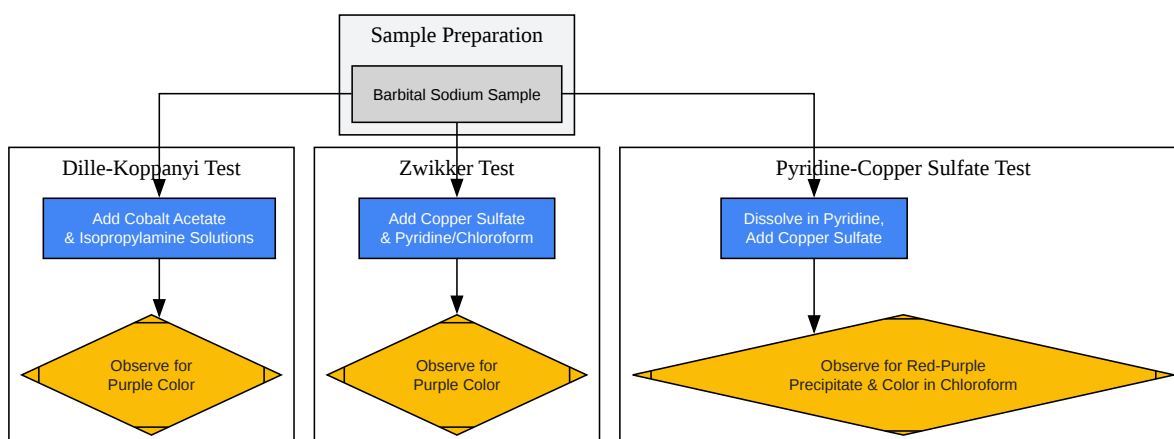 Sample Preparation
Barbital Sodium Sample
Dille-Koppanyi Test
Add Cobalt Acetate
& Isopropylamine Solutions
Observe for
Purple Color
Zwikker Test
Add Copper Sulfate
& Pyridine/Chloroform
Observe for
Purple Color
Pyridine-Copper Sulfate Test
Dissolve in Pyridine,
Add Copper Sulfate
Observe for Red-Purple
Precipitate & Color in Chloroform